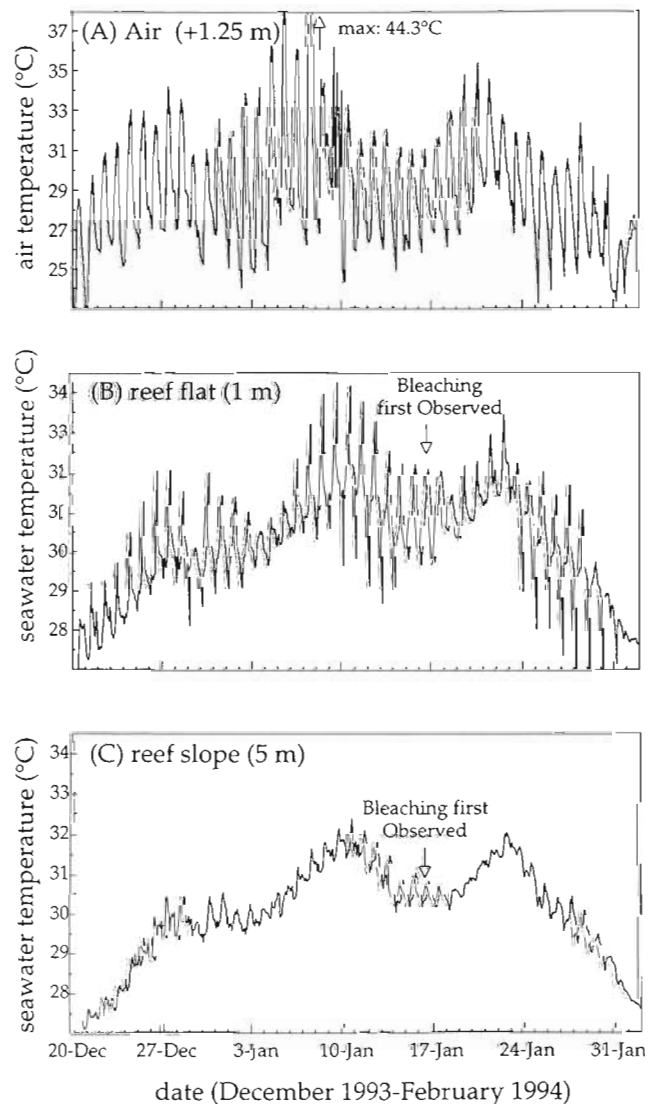 (A) Air (+1.25 m)
max: 44.3°C
air temperature (°C)
37
35
33
31
29
27
25
(B) reef flat (1 m)
Bleaching
first Observed
seawater temperature (°C)
34
33
32
31
30
29
28
(C) reef slope (5 m)
Bleaching first
Observed
seawater temperature (°C)
34
33
32
31
30
29
28
20-Dec 27-Dec 3-Jan 10-Jan 17-Jan 24-Jan 31-Jan
date (December 1993-February 1994)